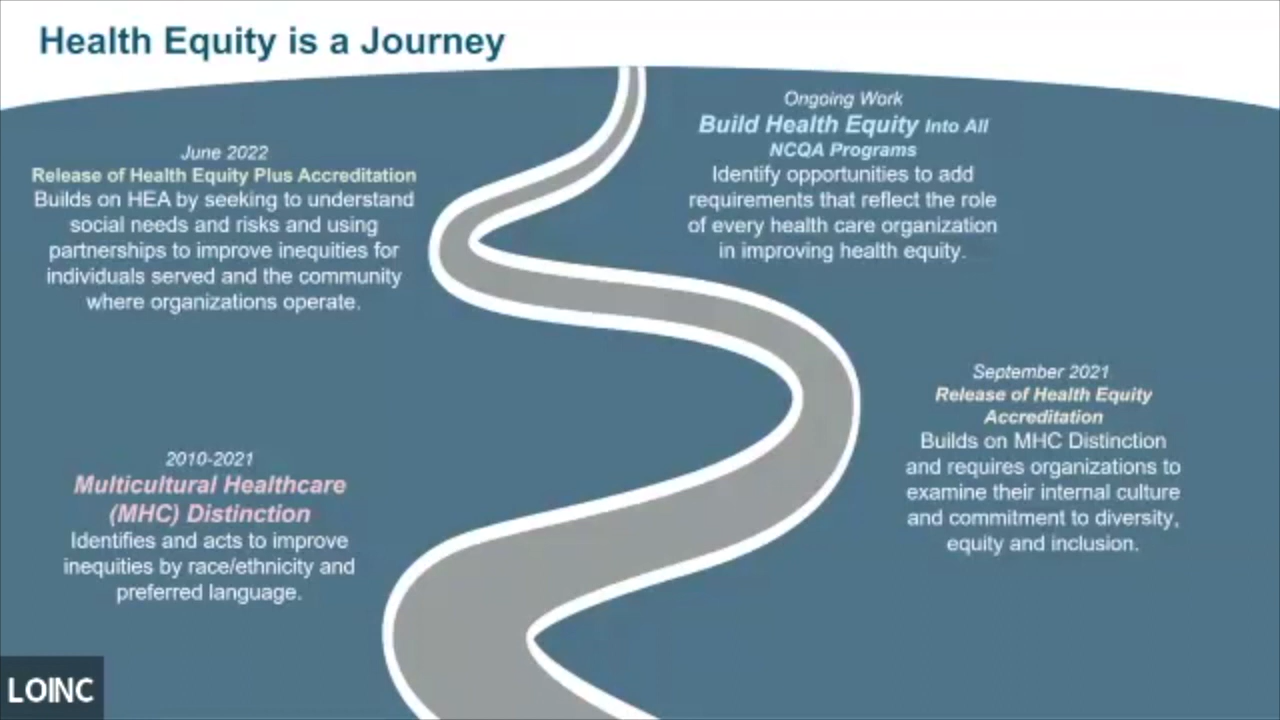 Health Equity is a Journey
Ongoing Work
Build Health Equity Into All
NCQA Programs
Identify opportunities to add
requirements that reflect the role
of every health care organization
in improving health equity.
June 2022
Release of Health Equity Plus Accreditation
Builds on HEA by seeking to understand
social needs and risks and using
partnerships to improve inequities for
individuals served and the community
where organizations operate.
September 2021
Release of Health Equity
Accreditation
Builds on MHC Distinction
and requires organizations to
examine their internal culture
and commitment to diversity,
equity and inclusion.
2010-2021
Multicultural Healthcare
(MHC) Distinction
Identifies and acts to improve
inequities by race/ethnicity and
preferred language.
LOINC